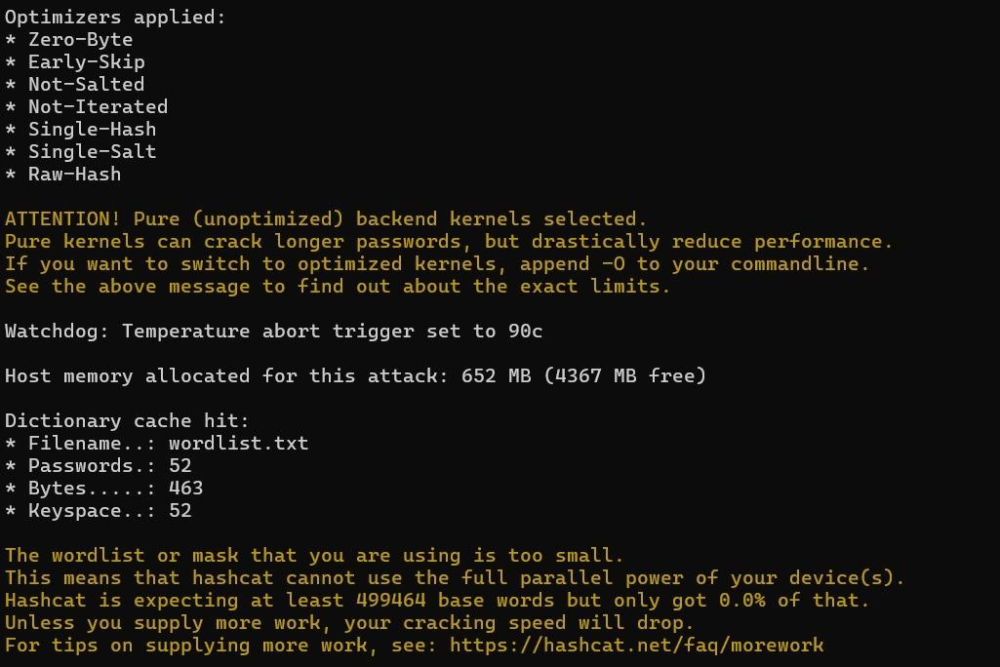 Optimizers applied:
* Zero-Byte
* Early-Skip
* Not-Salted
* Not-Iterated
* Single-Hash
* Single-Salt
* Raw-Hash
ATTENTION! Pure (unoptimized) backend kernels selected.
Pure kernels can crack longer passwords, but drastically reduce performance.
If you want to switch to optimized kernels, append -O to your commandline.
See the above message to find out about the exact limits.
Watchdog: Temperature abort trigger set to 90c
Host memory allocated for this attack: 652 MB (4367 MB free)
Dictionary cache hit:
* Filename..: wordlist.txt
* Passwords.: 52
* Bytes.....: 463
* Keyspace..: 52
The wordlist or mask that you are using is too small.
This means that hashcat cannot use the full parallel power of your device(s).
Hashcat is expecting at least 499464 base words but only got 0.0% of that.
Unless you supply more work, your cracking speed will drop.
For tips on supplying more work, see: https://hashcat.net/faq/morework